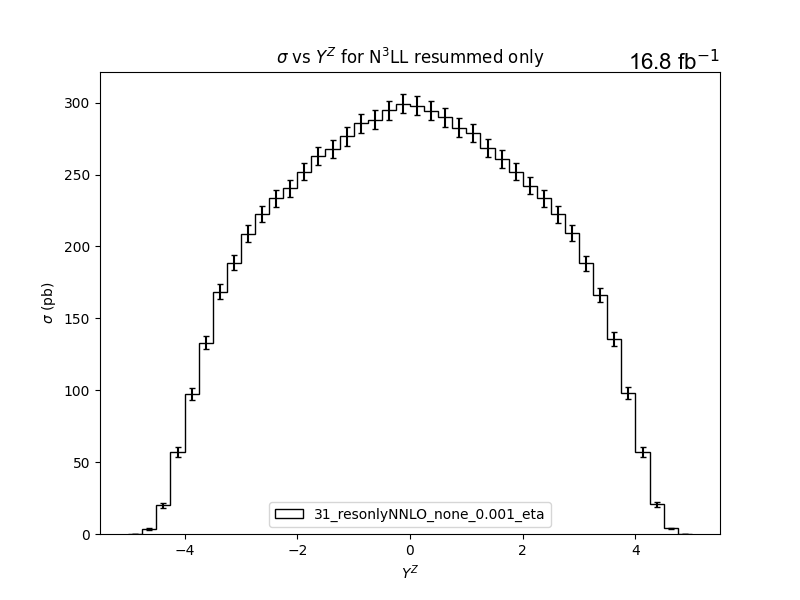 σ vs Y^Z for N³LL resummed only
16.8 fb⁻¹
σ (pb)
300
250
200
150
100
50
0
31_resonlyNNLO_none_0.001_eta
−4 −2 0 2 4
Y^Z